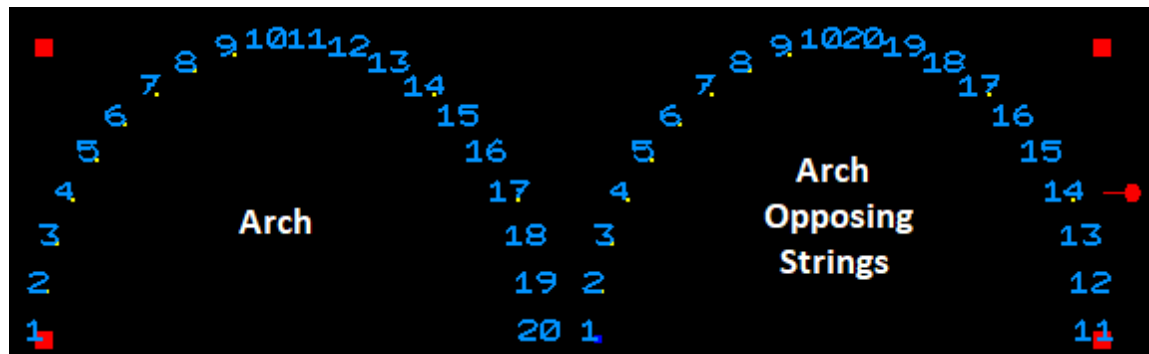 1 2 3 4 5 6 7 8 9 10 11 12 13 14 15 16 17 18 19 20
Arch
1 2 3 4 5 6 7 8 9 10 20 19 18 17 16 15 14 13 12 11
Arch
Opposing
Strings